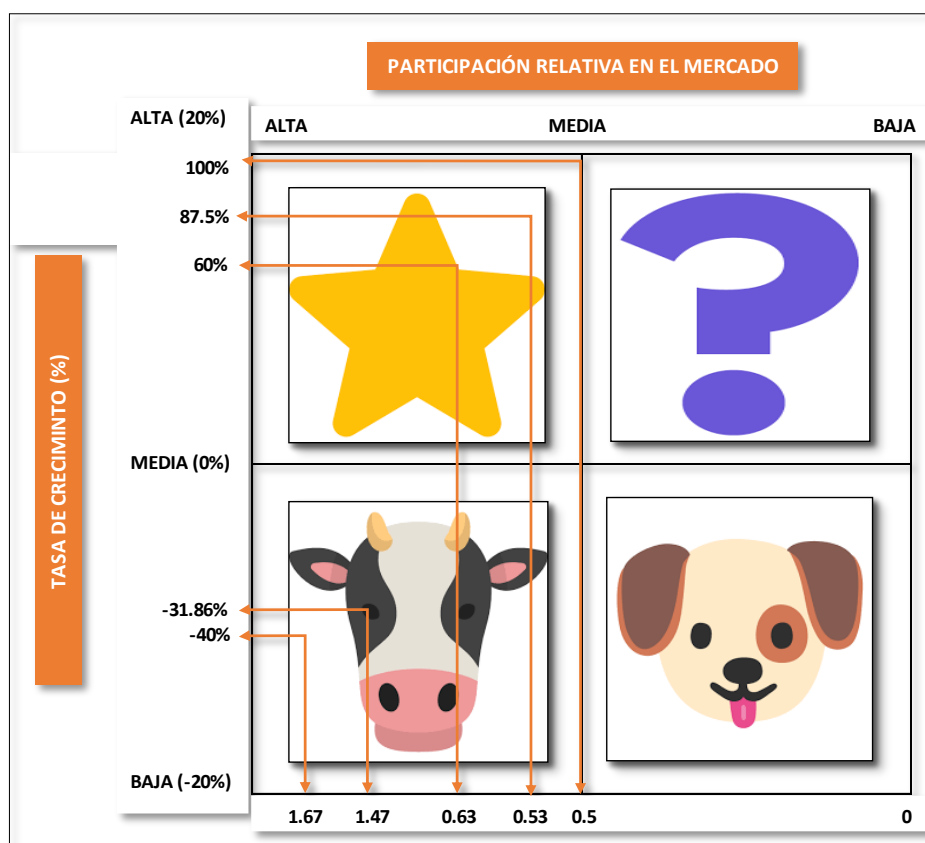 PARTICIPACIÓN RELATIVA EN EL MERCADO
ALTA (20%)
ALTA MEDIA BAJA
100%
87.5%
60%
TASA DE CRECIMINTO (%)
MEDIA (0%)
-31.86%
-40%
BAJA (-20%)
1.67 1.47 0.63 0.53 0.5 0